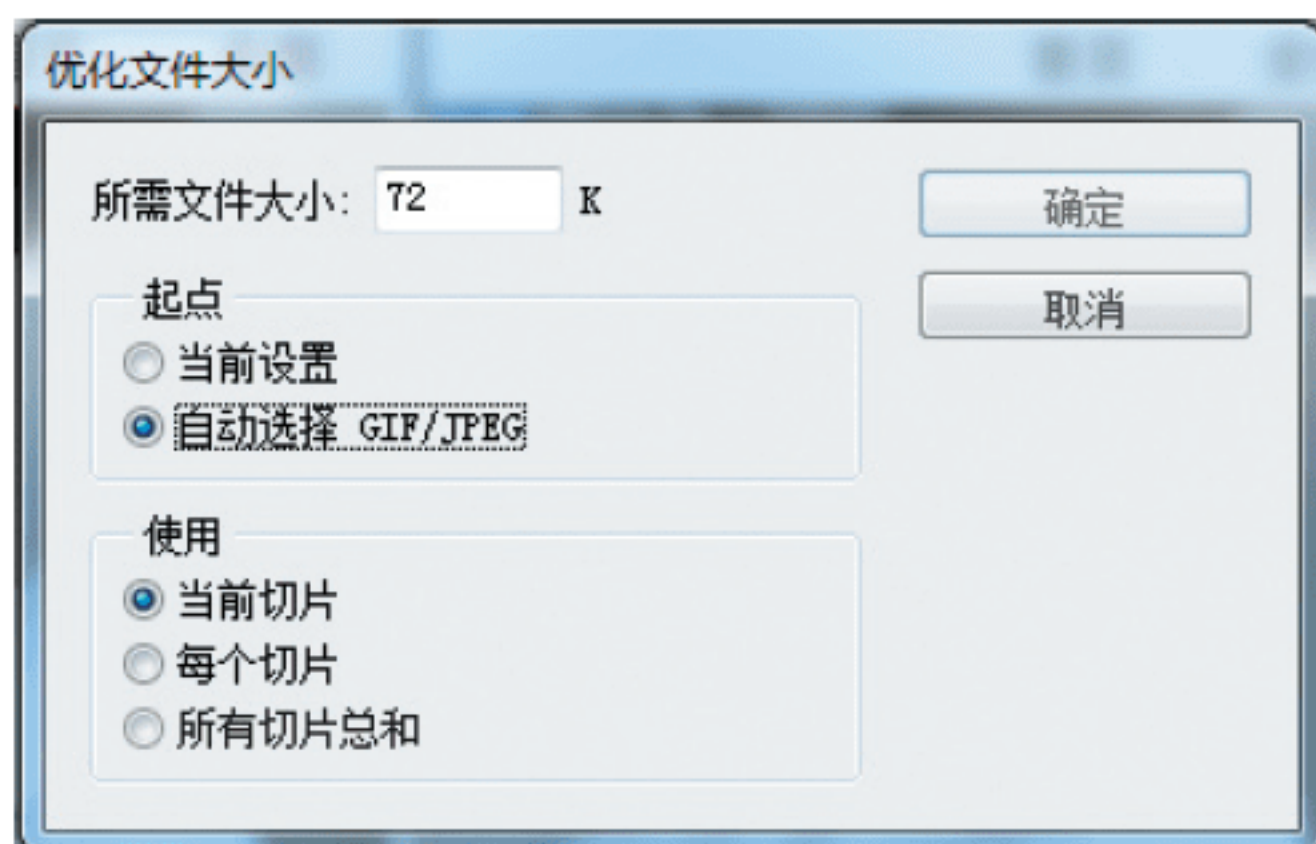 优化文件大小
所需文件大小: 72 K
确定
取消
起点
当前设置
自动选择 GIF/JPEG
使用
当前切片
每个切片
所有切片总和